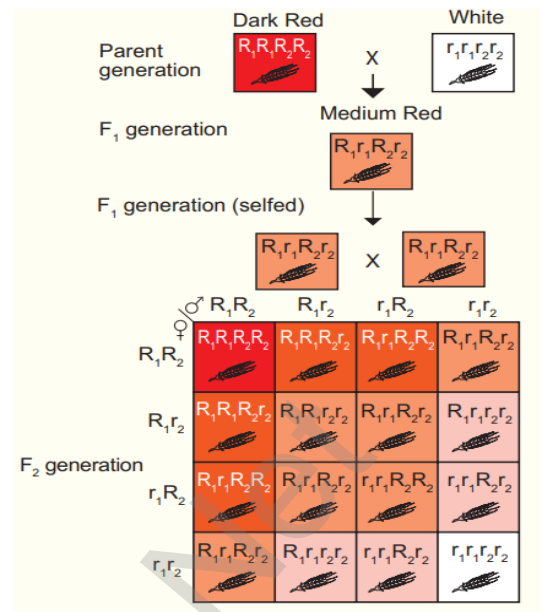 Dark Red White
Parent generation R₁R₁R₂R₂ X r₁r₁r₂r₂
Medium Red
F₁ generation R₁r₁R₂r₂
F₁ generation (selfed)
R₁r₁R₂r₂ X R₁r₁R₂r₂
♂ R₁R₂ R₁r₂ r₁R₂ r₁r₂
♀
R₁R₂ R₁R₁R₂R₂ R₁R₁R₂r₂ R₁r₁R₂R₂ R₁r₁R₂r₂
R₁r₂ R₁R₁R₂r₂ R₁R₁r₂r₂ R₁r₁R₂r₂ R₁r₁r₂r₂
F₂ generation
r₁R₂ R₁r₁R₂R₂ R₁r₁R₂r₂ r₁r₁R₂R₂ r₁r₁R₂r₂
r₁r₂ R₁r₁R₂r₂ R₁r₁r₂r₂ r₁r₁R₂r₂ r₁r₁r₂r₂